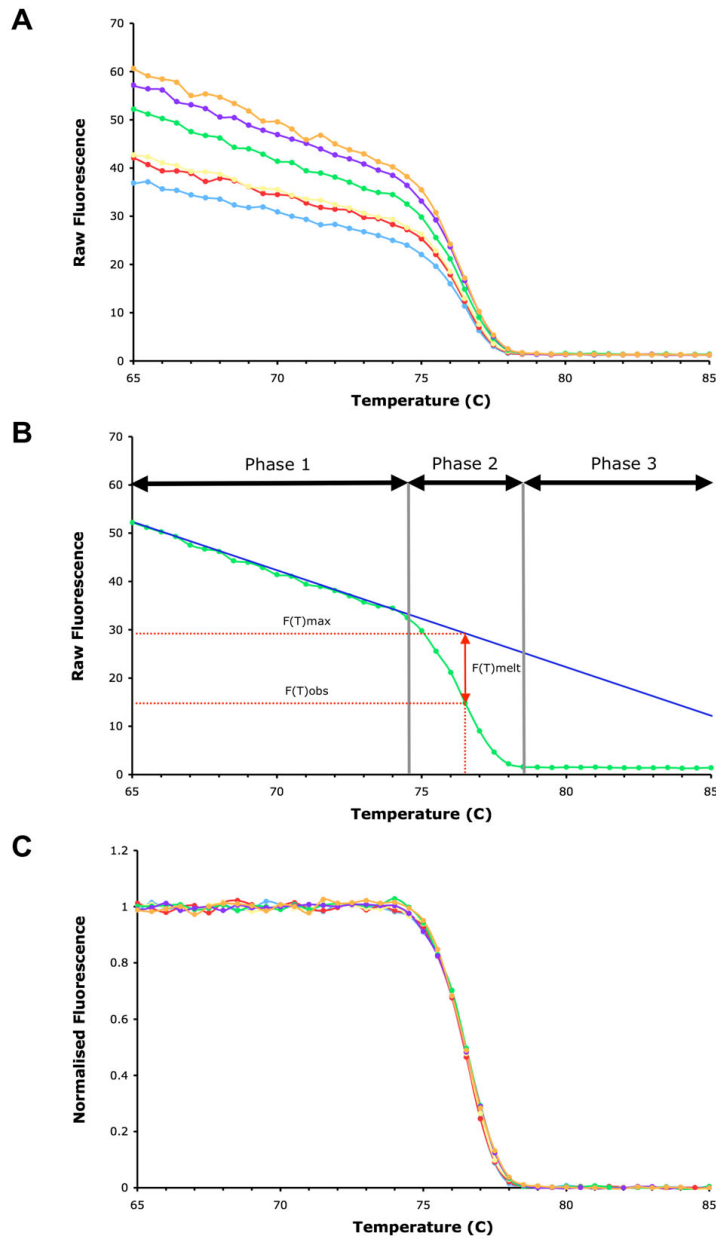 A
70
60
50
40
30
20
10
0
Raw Fluorescence
65 70 75 80 85
Temperature (C)
B
70
60
50
40
30
20
10
0
Raw Fluorescence
Phase 1 Phase 2 Phase 3
F(T)max
F(T)melt
F(T)obs
65 70 75 80 85
Temperature (C)
C
1.2
1
0.8
0.6
0.4
0.2
0
Normalised Fluorescence
65 70 75 80 85
Temperature (C)